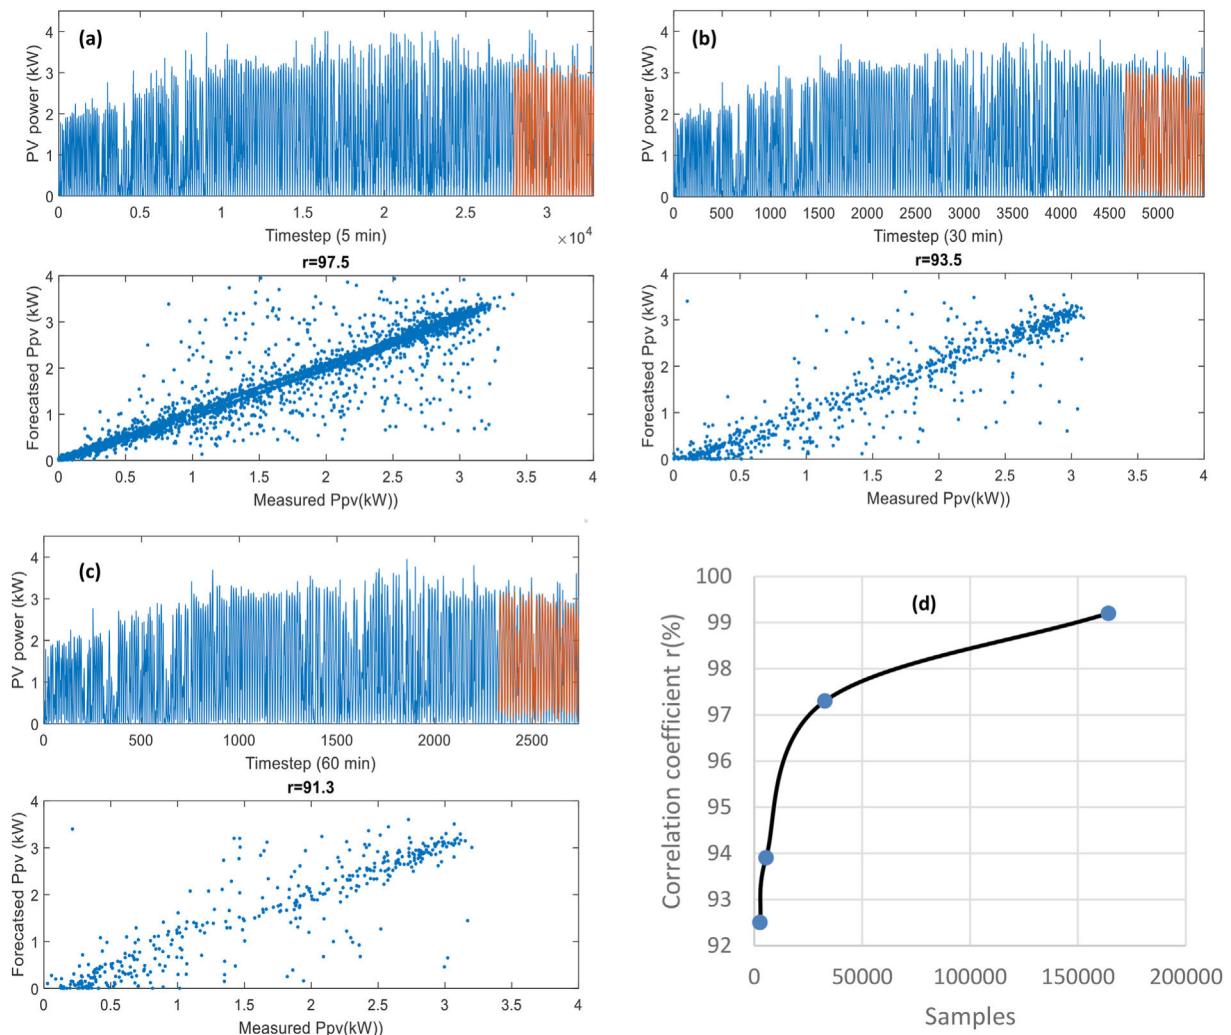 (a)
PV power (kW)
4
3
2
1
0
0 0.5 1 1.5 2 2.5 3
Timestep (5 min)
×10^4
r=97.5
Forecatsed Ppv (kW)
4
3
2
1
0
0 0.5 1 1.5 2 2.5 3 3.5 4
Measured Ppv(kW))
(b)
PV power (kW)
4
3
2
1
0
0 500 1000 1500 2000 2500 3000 3500 4000 4500 5000
Timestep (30 min)
r=93.5
Forecatsed Ppv (kW)
4
3
2
1
0
0 0.5 1 1.5 2 2.5 3 3.5 4
Measured Ppv(kW))
(c)
PV power (kW)
4
3
2
1
0
0 500 1000 1500 2000 2500
Timestep (60 min)
r=91.3
Forecatsed Ppv (kW)
4
3
2
1
0
0 0.5 1 1.5 2 2.5 3 3.5 4
Measured Ppv(kW))
(d)
Correlation coefficient r(%)
100
99
98
97
96
95
94
93
92
0 50000 100000 150000 200000
Samples